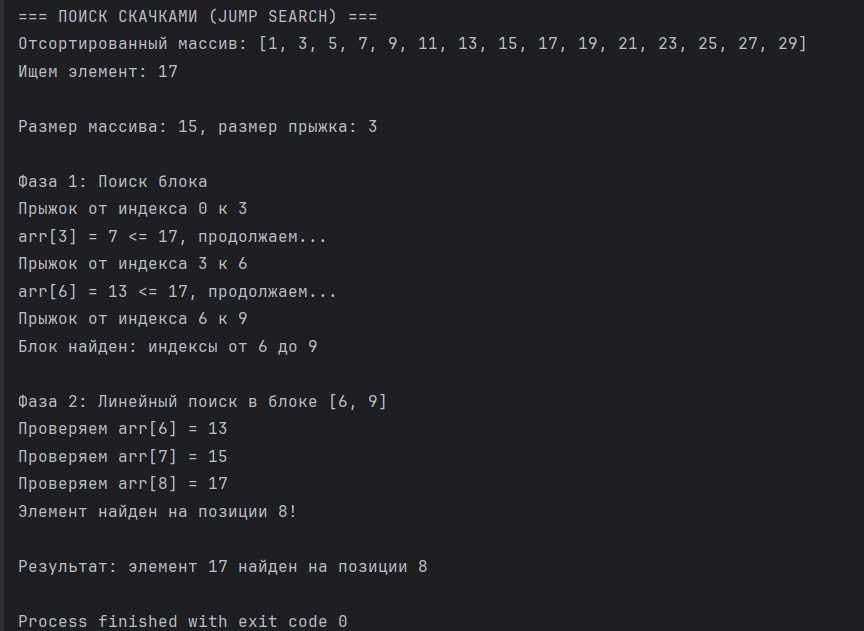 === ПОИСК СКАЧКАМИ (JUMP SEARCH) ===
Отсортированный массив: [1, 3, 5, 7, 9, 11, 13, 15, 17, 19, 21, 23, 25, 27, 29]
Ищем элемент: 17
Размер массива: 15, размер прыжка: 3
Фаза 1: Поиск блока
Прыжок от индекса 0 к 3
arr[3] = 7 <= 17, продолжаем...
Прыжок от индекса 3 к 6
arr[6] = 13 <= 17, продолжаем...
Прыжок от индекса 6 к 9
Блок найден: индексы от 6 до 9
Фаза 2: Линейный поиск в блоке [6, 9]
Проверяем arr[6] = 13
Проверяем arr[7] = 15
Проверяем arr[8] = 17
Элемент найден на позиции 8!
Результат: элемент 17 найден на позиции 8
Process finished with exit code 0